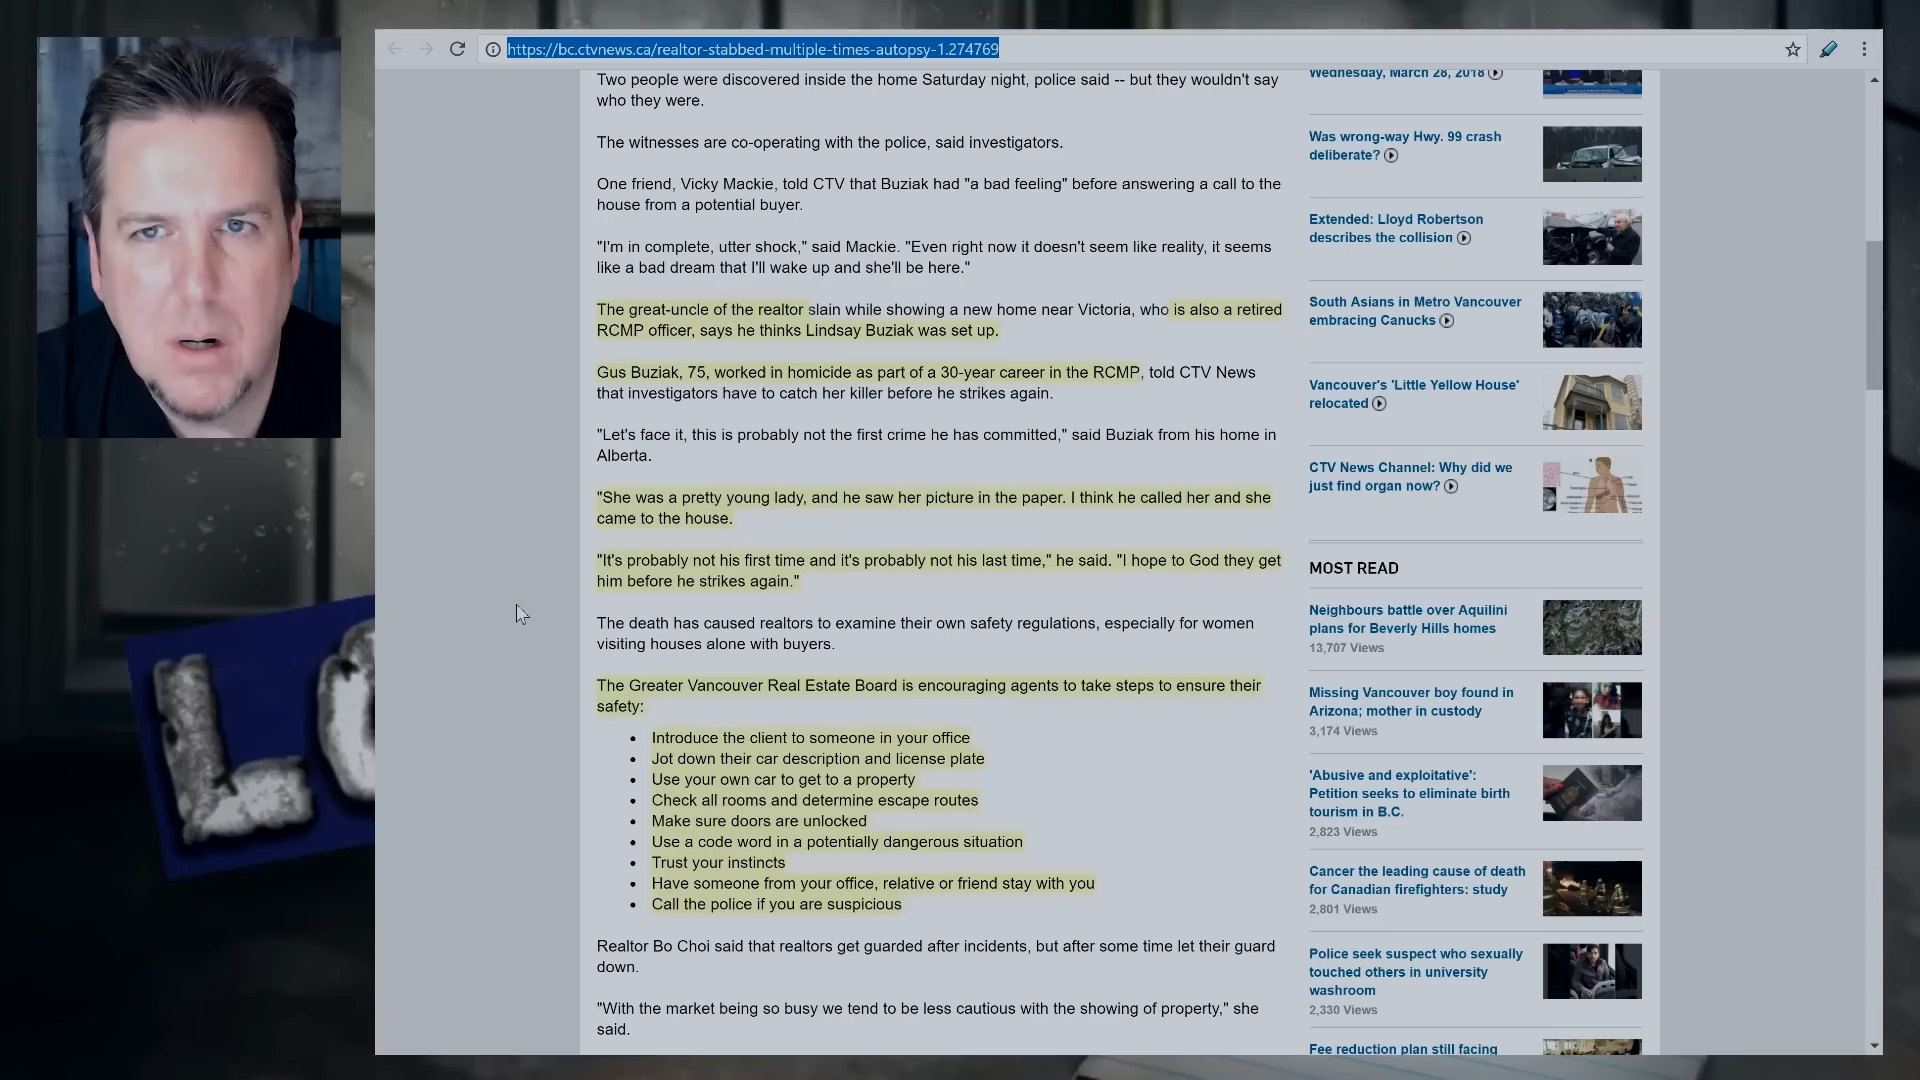 https://bc.ctvnews.ca/realtor-stabbed-multiple-times-autopsy-1.274769
Two people were discovered inside the home Saturday night, police said -- but they wouldn't say
who they were.
The witnesses are co-operating with the police, said investigators.
One friend, Vicky Mackie, told CTV that Buziak had "a bad feeling" before answering a call to the
house from a potential buyer.
"I'm in complete, utter shock," said Mackie. "Even right now it doesn't seem like reality, it seems
like a bad dream that I'll wake up and she'll be here."
The great-uncle of the realtor slain while showing a new home near Victoria, who is also a retired
RCMP officer, says he thinks Lindsay Buziak was set up.
Gus Buziak, 75, worked in homicide as part of a 30-year career in the RCMP, told CTV News
that investigators have to catch her killer before he strikes again.
"Let's face it, this is probably not the first crime he has committed," said Buziak from his home in
Alberta.
"She was a pretty young lady, and he saw her picture in the paper. I think he called her and she
came to the house.
"It's probably not his first time and it's probably not his last time," he said. "I hope to God they get
him before he strikes again."
The death has caused realtors to examine their own safety regulations, especially for women
visiting houses alone with buyers.
The Greater Vancouver Real Estate Board is encouraging agents to take steps to ensure their
safety:
• Introduce the client to someone in your office
• Jot down their car description and license plate
• Use your own car to get to a property
• Check all rooms and determine escape routes
• Make sure doors are unlocked
• Use a code word in a potentially dangerous situation
• Trust your instincts
• Have someone from your office, relative or friend stay with you
• Call the police if you are suspicious
Realtor Bo Choi said that realtors get guarded after incidents, but after some time let their guard
down.
"With the market being so busy we tend to be less cautious with the showing of property," she
said.
Wednesday, March 28, 2018
Was wrong-way Hwy. 99 crash
deliberate?
Extended: Lloyd Robertson
describes the collision
South Asians in Metro Vancouver
embracing Canucks
Vancouver's 'Little Yellow House'
relocated
CTV News Channel: Why did we
just find organ now?
MOST READ
Neighbours battle over Aquilini
plans for Beverly Hills homes
13,707 Views
Missing Vancouver boy found in
Arizona; mother in custody
3,174 Views
'Abusive and exploitative':
Petition seeks to eliminate birth
tourism in B.C.
2,823 Views
Cancer the leading cause of death
for Canadian firefighters: study
2,801 Views
Police seek suspect who sexually
touched others in university
washroom
2,330 Views
Fee reduction plan still facing